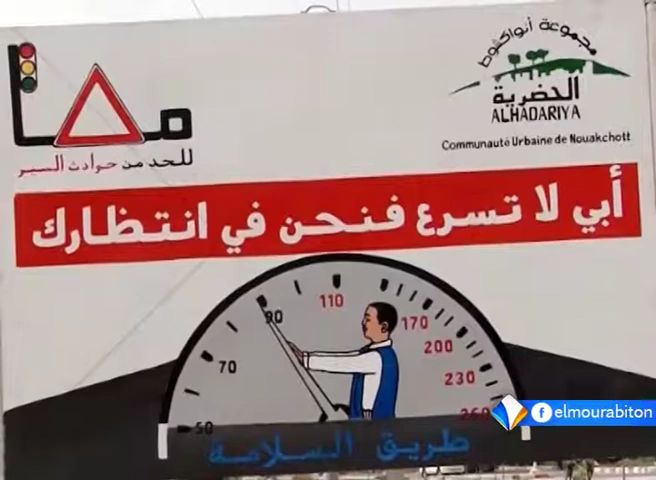 معا
للحد من حوادث السير
مجموعة أنواكشوط
الحضرية
ALHADARIYA
Communauté Urbaine de Nouakchott
أبي لا تسرع فنحن في انتظارك
50
70
90
110
170
200
230
260
طريق السلامة
elmourabiton